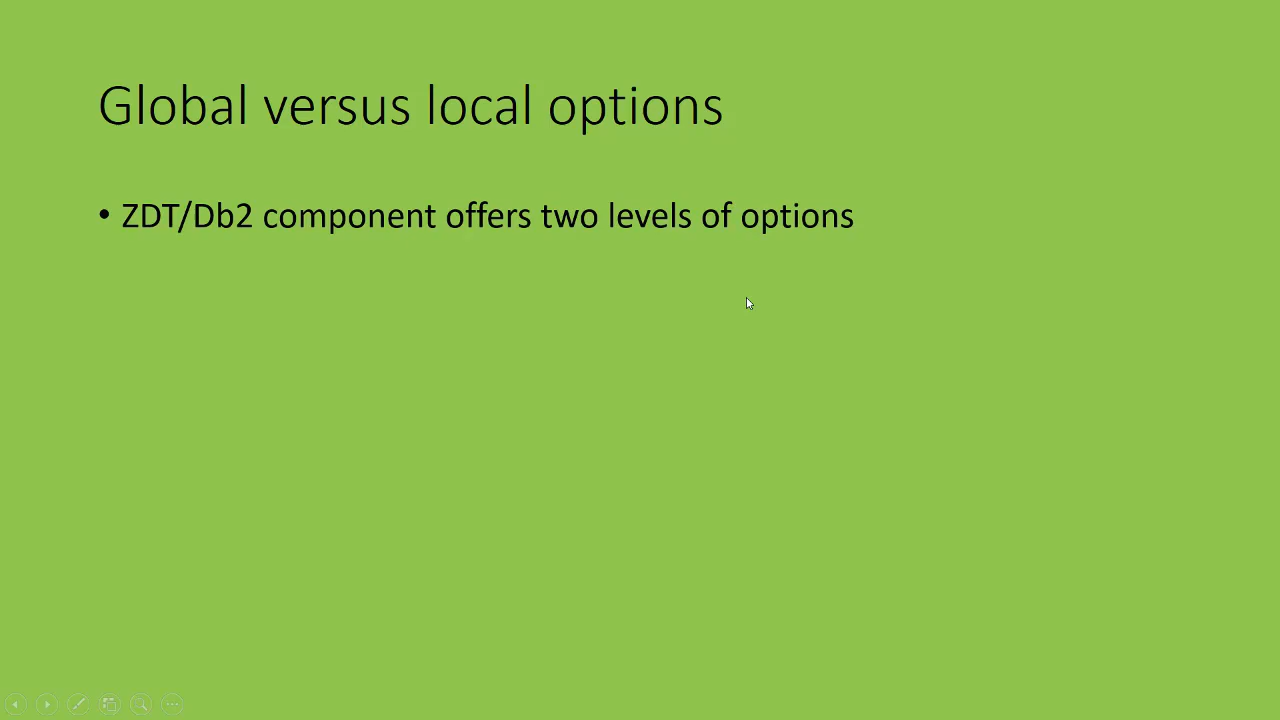 Global versus local options
• ZDT/Db2 component offers two levels of options